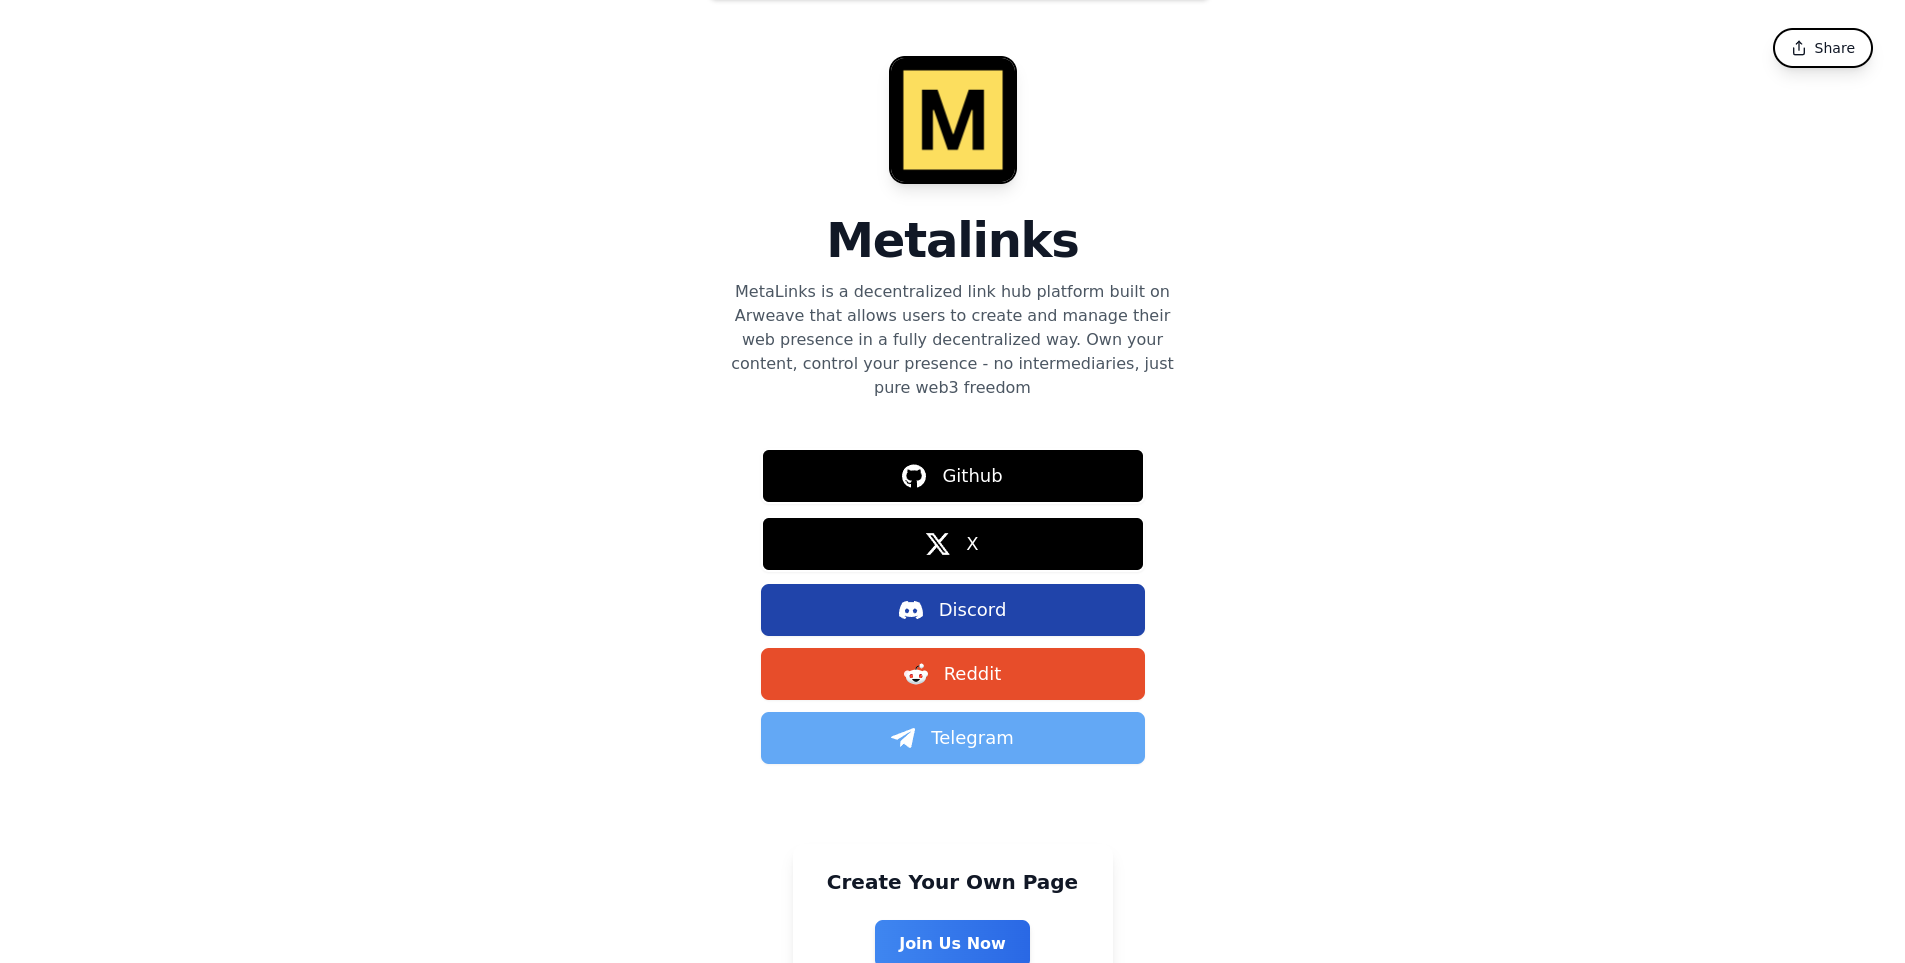 Share
M
Metalinks
MetaLinks is a decentralized link hub platform built on
Arweave that allows users to create and manage their
web presence in a fully decentralized way. Own your
content, control your presence - no intermediaries, just
pure web3 freedom
Github
X
Discord
Reddit
Telegram
Create Your Own Page
Join Us Now